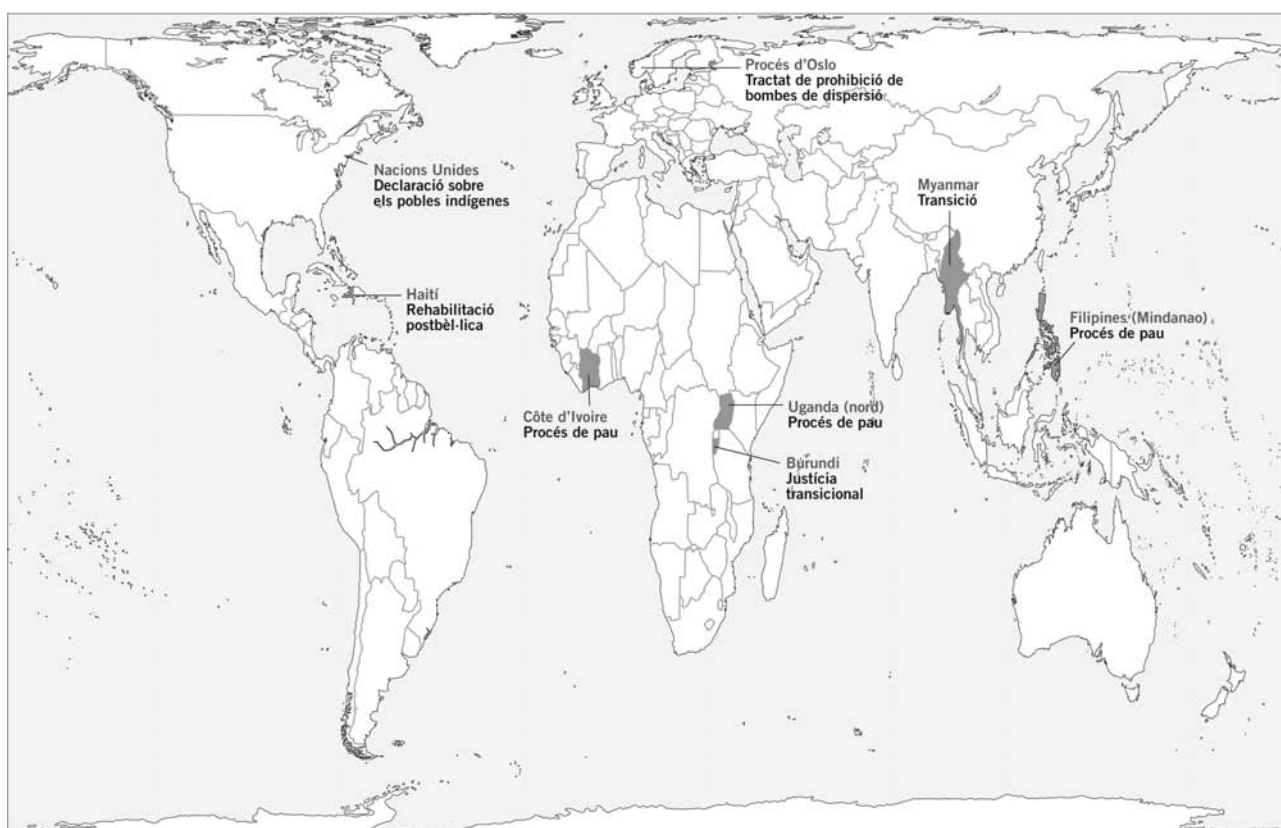 Procés d'Oslo
Tractat de prohibició de
bombes de dispersió
Nacions Unides
Declaració sobre
els pobles indígenes
Myanmar
Transició
Haití
Rehabilitació
postbèl·lica
Filipines (Mindanao)
Procés de pau
Côte d'Ivoire
Procés de pau
Uganda (nord)
Procés de pau
Burundi
Justícia
transicional